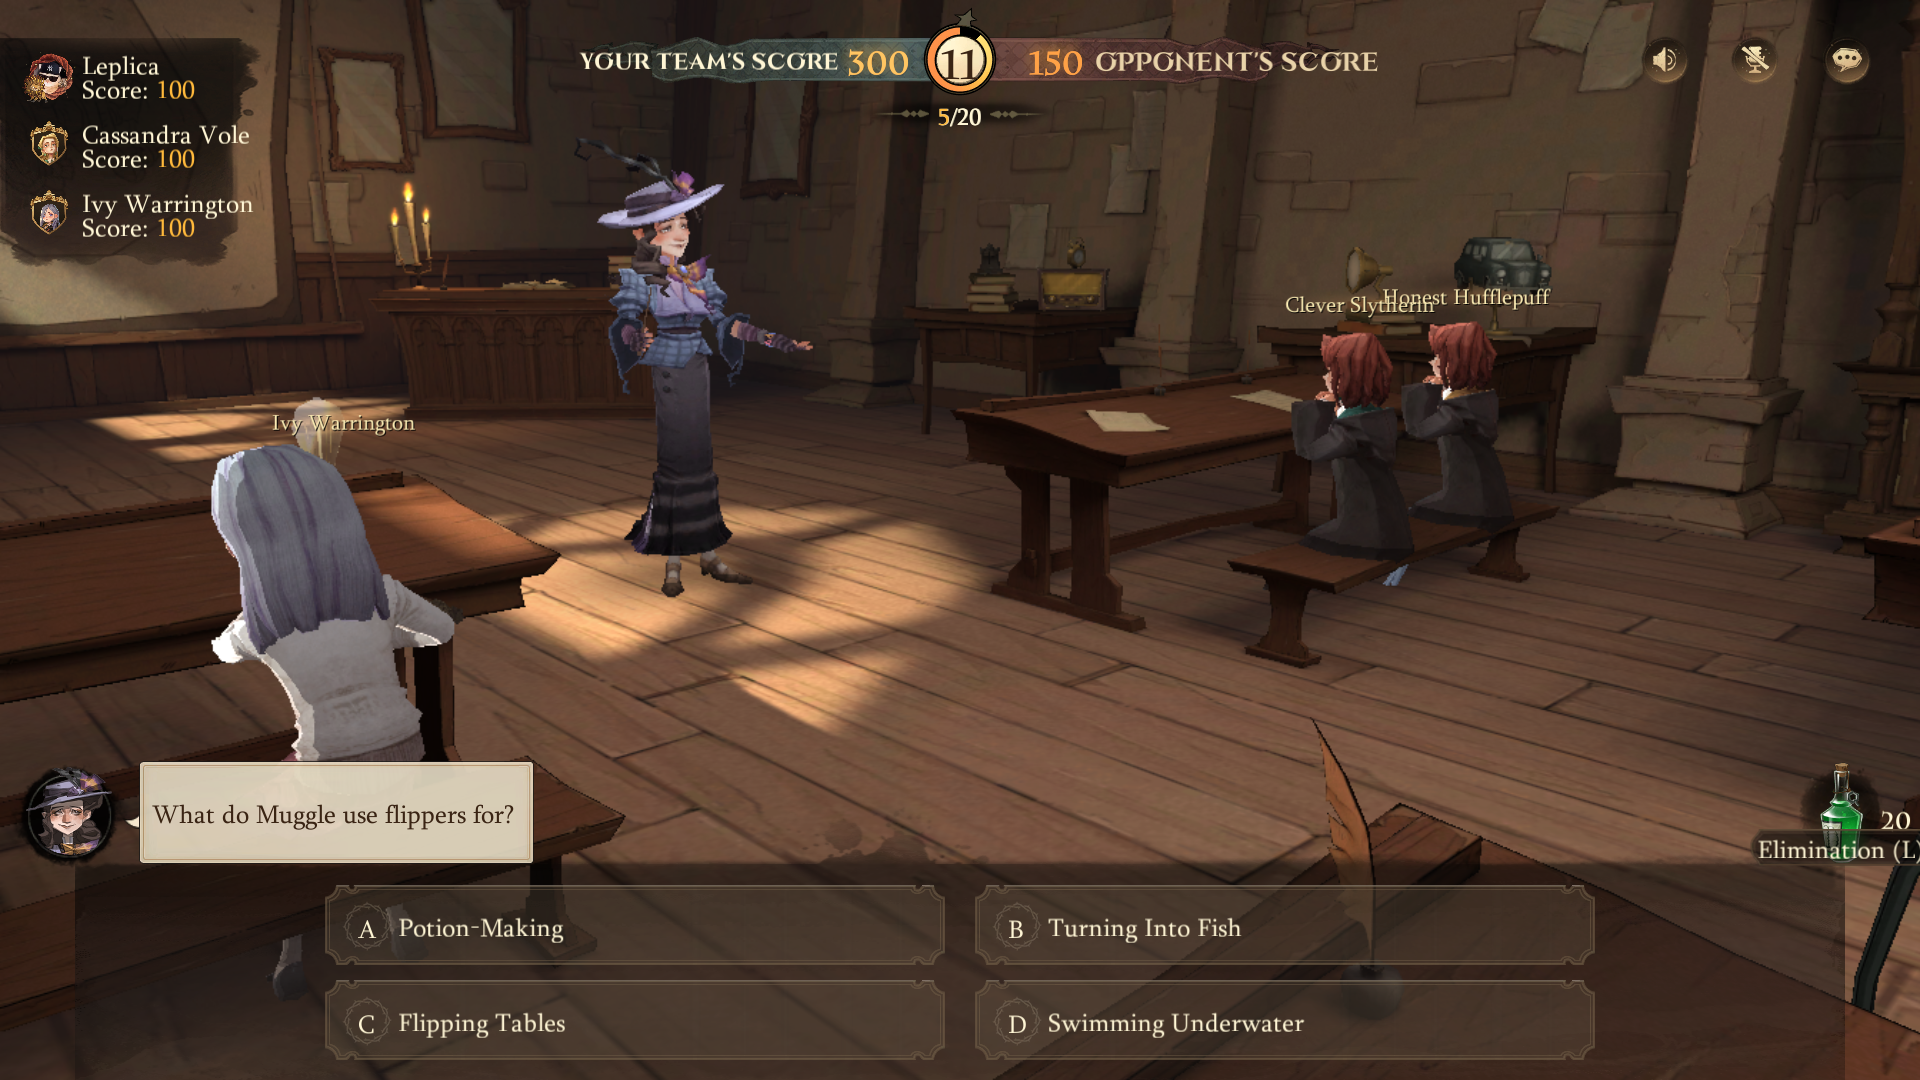 Leplica
Score: 100
Cassandra Vole
Score: 100
Ivy Warrington
Score: 100
YOUR TEAM'S SCORE 300 11 150 OPPONENT'S SCORE
5/20
Clever Slytherin
Honest Hufflepuff
Ivy Warrington
What do Muggle use flippers for?
20
Elimination (L)
A Potion-Making
B Turning Into Fish
C Flipping Tables
D Swimming Underwater